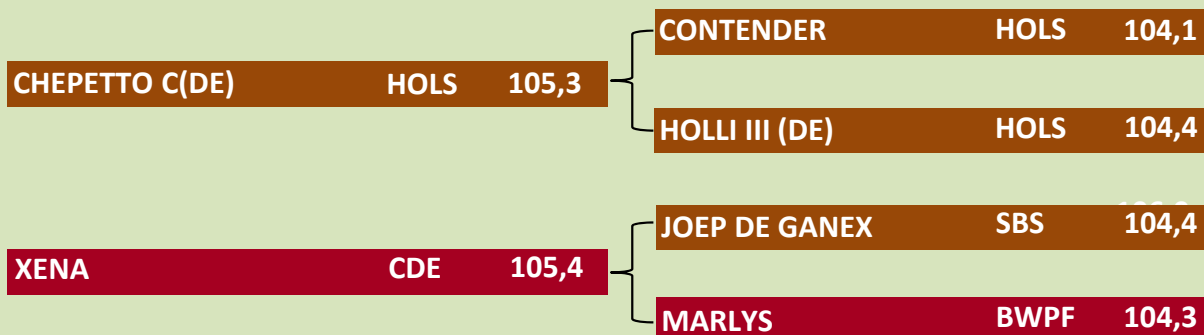 CONTENDER HOLS 104,1
CHEPETTO C(DE) HOLS 105,3
HOLLI III (DE) HOLS 104,4
JOEP DE GANEX SBS 104,4
XENA CDE 105,4
MARLYS BWPF 104,3